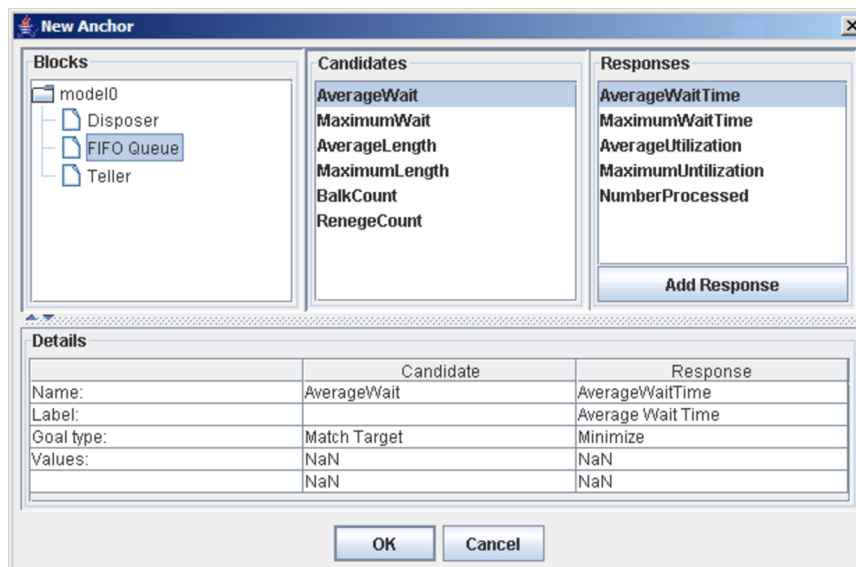 New Anchor
Blocks
model0
Disposer
FIFO Queue
Teller
Candidates
AverageWait
MaximumWait
AverageLength
MaximumLength
BalkCount
RenegeCount
Responses
AverageWaitTime
MaximumWaitTime
AverageUtilization
MaximumUntilization
NumberProcessed
Add Response
Details
Candidate Response
Name: AverageWait AverageWaitTime
Label: Average Wait Time
Goal type: Match Target Minimize
Values: NaN NaN
NaN NaN
OK Cancel